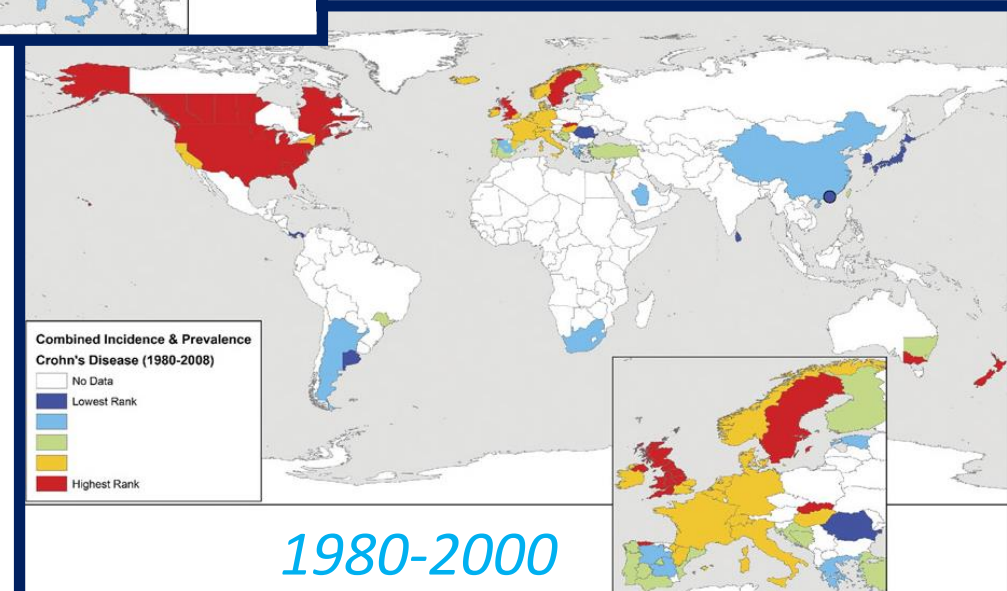 Combined Incidence & Prevalence
Crohn's Disease (1980-2008)
No Data
Lowest Rank
Highest Rank
1980-2000